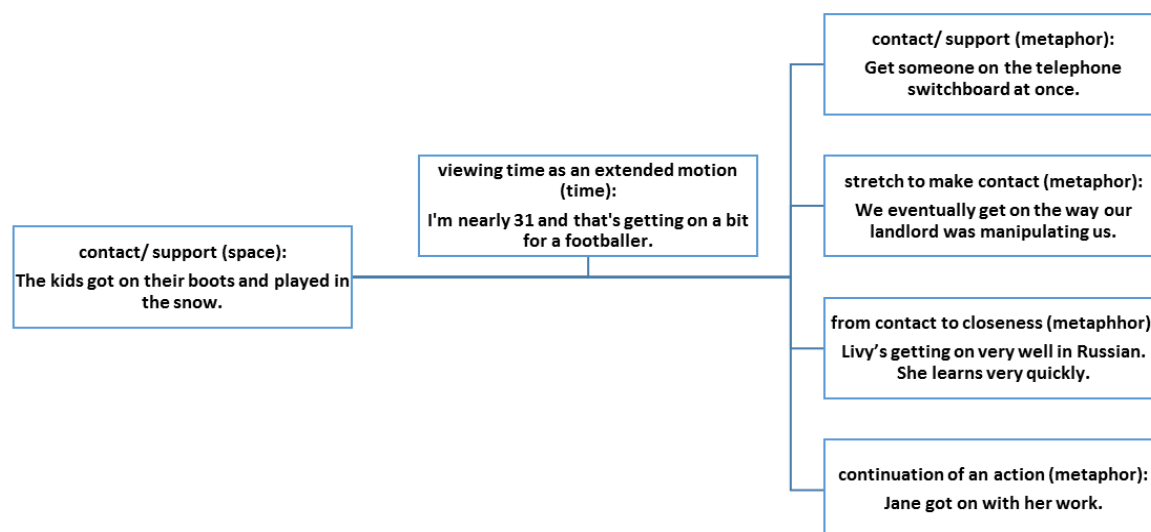 contact/ support (space):
The kids got on their boots and played in
the snow.
viewing time as an extended motion
(time):
I'm nearly 31 and that's getting on a bit
for a footballer.
contact/ support (metaphor):
Get someone on the telephone
switchboard at once.
stretch to make contact (metaphor):
We eventually get on the way our
landlord was manipulating us.
from contact to closeness (metaphhor)
Livy’s getting on very well in Russian.
She learns very quickly.
continuation of an action (metaphor):
Jane got on with her work.